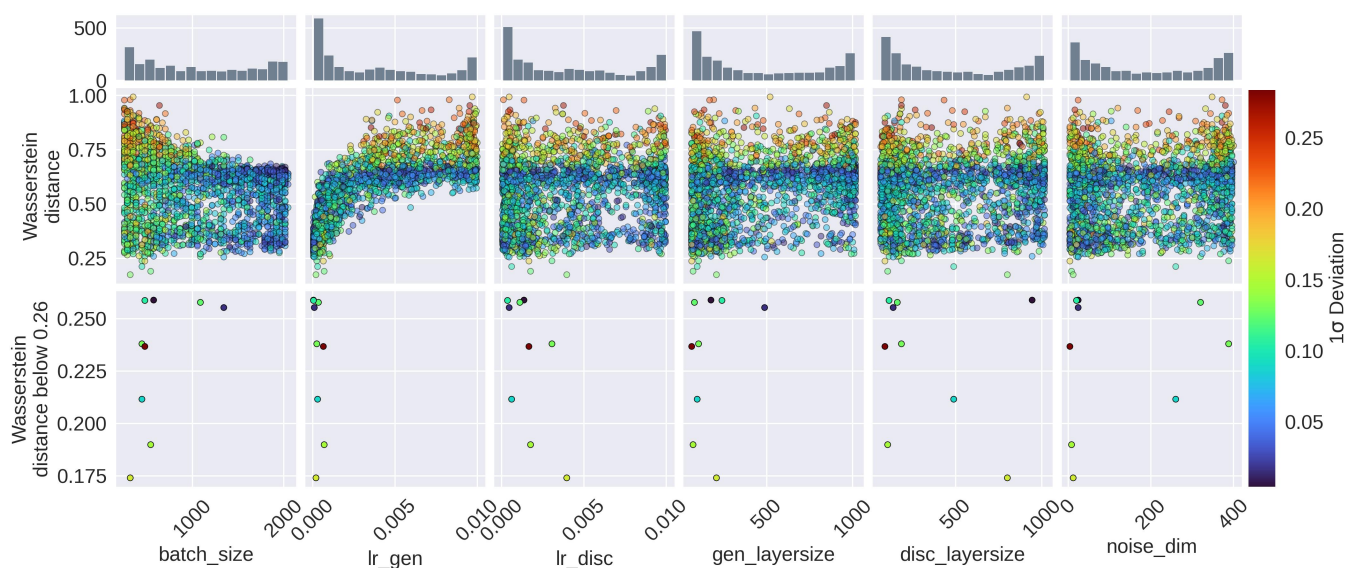 500
0
1.00
0.75
0.50
0.25
Wasserstein
distance
0.250
0.225
0.200
0.175
Wasserstein
distance below 0.26
1000
2000
batch_size
0.000
0.005
0.010
lr_gen
0.000
0.005
0.010
lr_disc
500
1000
gen_layersize
500
1000
disc_layersize
0
200
400
noise_dim
0.25
0.20
0.15
0.10
0.05
1σ Deviation